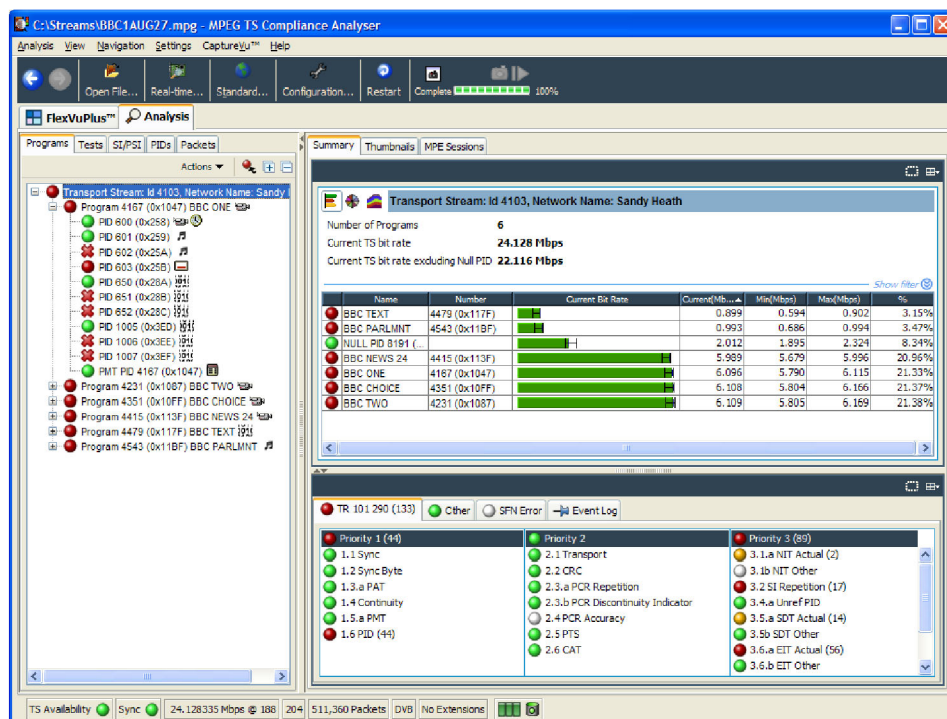 C:\Streams\BBC1AUG27.mpg - MPEG TS Compliance Analyser
Analysis View Navigation Settings CaptureVu™ Help
Open File... Real-time... Standard... Configuration... Restart Complete 100%
FlexVuPlus™ Analysis
Programs Tests SI/PSI PIDs Packets
Actions
Transport Stream: Id 4103, Network Name: Sandy H
Program 4167 (0x1047) BBC ONE
PID 600 (0x258)
PID 601 (0x259)
PID 602 (0x25A)
PID 603 (0x25B)
PID 650 (0x28A)
PID 651 (0x28B)
PID 652 (0x28C)
PID 1005 (0x3ED)
PID 1006 (0x3EE)
PID 1007 (0x3EF)
PMT PID 4167 (0x1047)
Program 4231 (0x1087) BBC TWO
Program 4351 (0x10FF) BBC CHOICE
Program 4415 (0x113F) BBC NEWS 24
Program 4479 (0x117F) BBC TEXT
Program 4543 (0x11BF) BBC PARLMNT
Summary Thumbnails MPE Sessions
Transport Stream: Id 4103, Network Name: Sandy Heath
Number of Programs 6
Current TS bit rate 24.128 Mbps
Current TS bit rate excluding Null PID 22.116 Mbps
Show filter
Name Number Current Bit Rate Current(Mb... Min(Mbps) Max(Mbps) %
BBC TEXT 4479 (0x117F) 0.899 0.594 0.902 3.15%
BBC PARLMNT 4543 (0x11BF) 0.993 0.686 0.994 3.47%
NULL PID 8191 (... 2.012 1.895 2.324 8.34%
BBC NEWS 24 4415 (0x113F) 5.989 5.679 5.996 20.96%
BBC ONE 4167 (0x1047) 6.096 5.790 6.115 21.33%
BBC CHOICE 4351 (0x10FF) 6.108 5.804 6.166 21.37%
BBC TWO 4231 (0x1087) 6.109 5.805 6.169 21.38%
TR 101 290 (133) Other SFN Error Event Log
Priority 1 (44)
1.1 Sync
1.2 Sync Byte
1.3.a PAT
1.4 Continuity
1.5.a PMT
1.6 PID (44)
Priority 2
2.1 Transport
2.2 CRC
2.3.a PCR Repetition
2.3.b PCR Discontinuity Indicator
2.4 PCR Accuracy
2.5 PTS
2.6 CAT
Priority 3 (89)
3.1.a NIT Actual (2)
3.1b NIT Other
3.2 SI Repetition (17)
3.4.a Unref PID
3.5.a SDT Actual (14)
3.5b SDT Other
3.6.a EIT Actual (56)
3.6.b EIT Other
TS Availability Sync 24.128335 Mbps @ 188 204 511,360 Packets DVB No Extensions